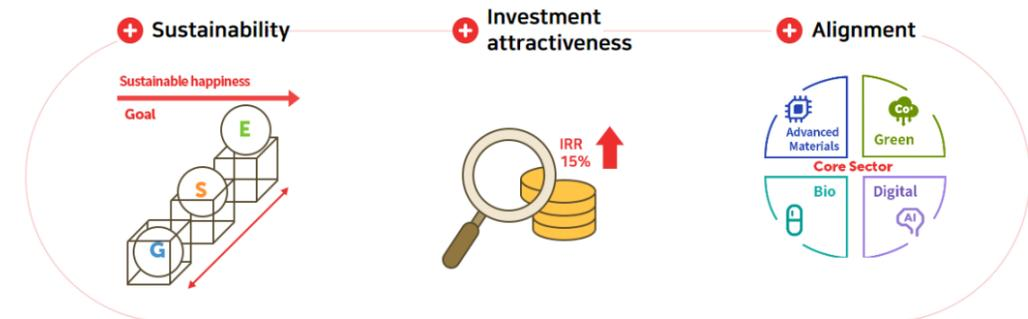 Sustainability
Sustainable happiness
Goal
E
S
G
Investment
attractiveness
IRR
15%
Alignment
Advanced
Materials
Green
Core Sector
Bio
Digital
AI